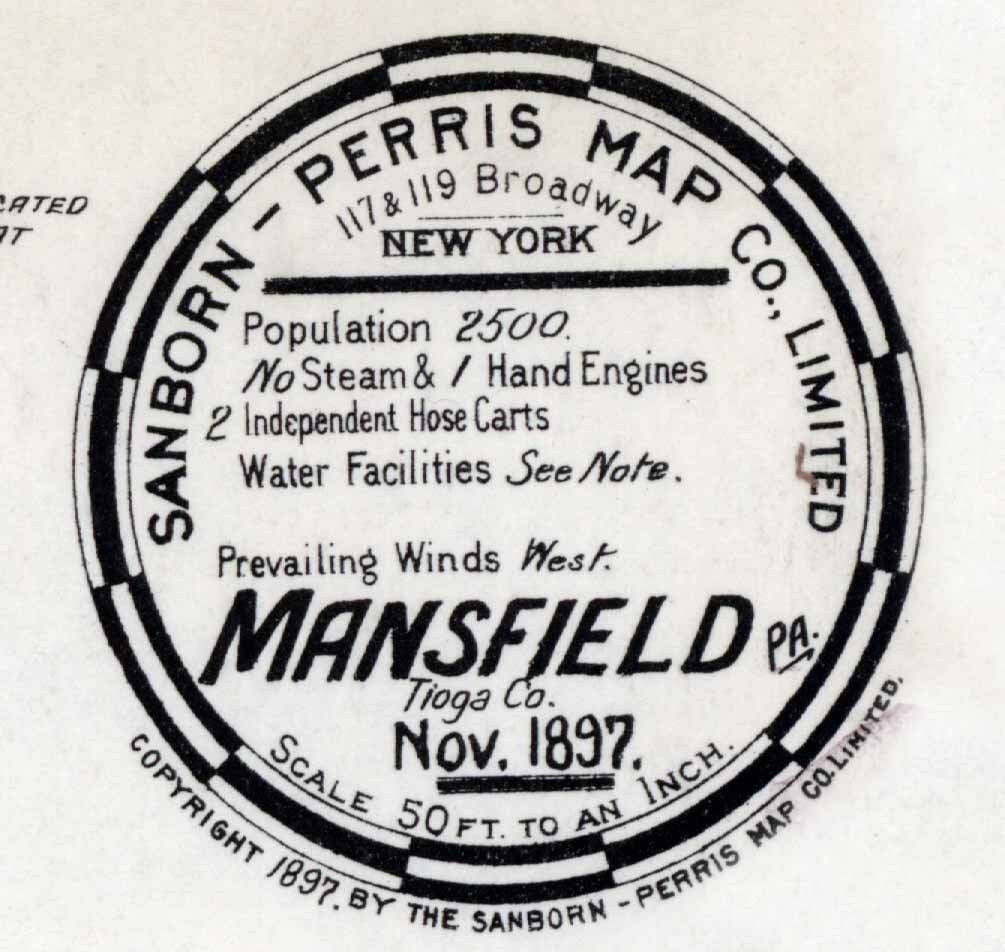 SANBORN - PERRIS MAP CO., LIMITED
117 & 119 Broadway
NEW YORK
Population 2500.
No Steam & 1 Hand Engines
2 Independent Hose Carts
Water Facilities See Note.
Prevailing Winds West.
MANSFIELD PA.
Tioga Co.
Nov. 1897.
SCALE 50 FT. TO AN INCH.
COPYRIGHT 1897. BY THE SANBORN - PERRIS MAP CO. LIMITED.